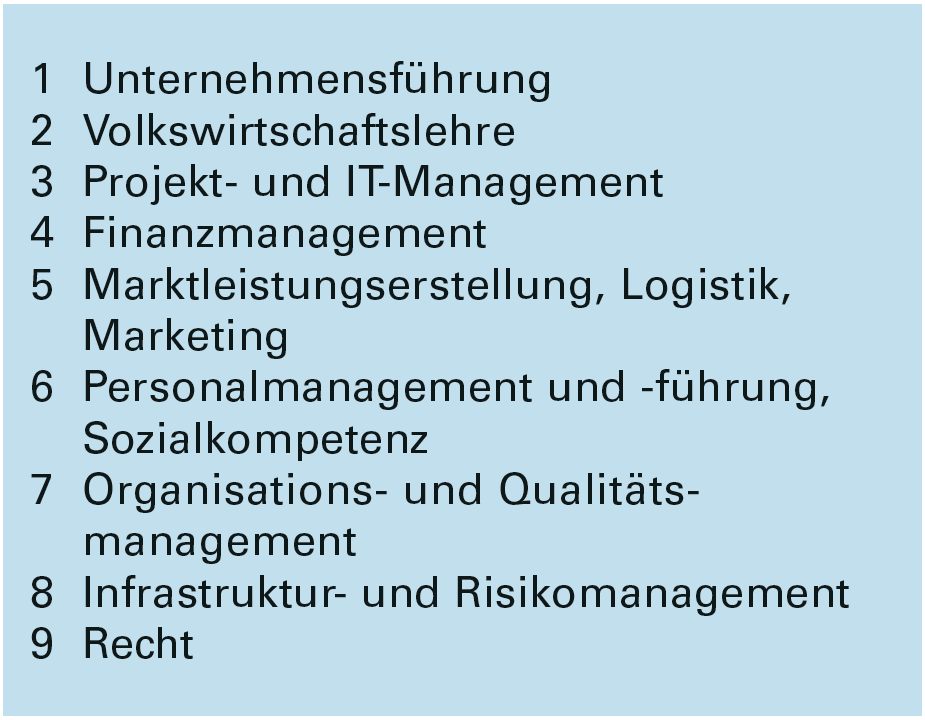 1 Unternehmensführung
2 Volkswirtschaftslehre
3 Projekt- und IT-Management
4 Finanzmanagement
5 Marktleistungserstellung, Logistik,
Marketing
6 Personalmanagement und -führung,
Sozialkompetenz
7 Organisations- und Qualitäts-
management
8 Infrastruktur- und Risikomanagement
9 Recht